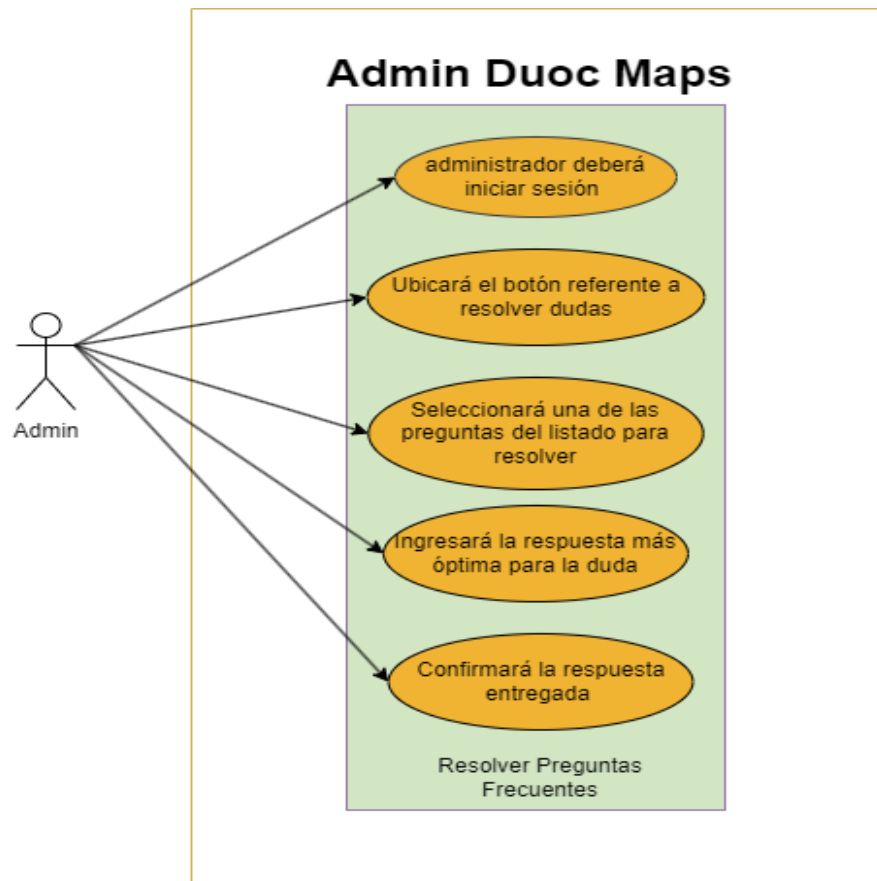 Admin Duoc Maps
administrador deberá
iniciar sesión
Ubicará el botón referente a
resolver dudas
Seleccionará una de las
preguntas del listado para
resolver
Admin
Ingresará la respuesta más
óptima para la duda
Confirmará la respuesta
entregada
Resolver Preguntas
Frecuentes